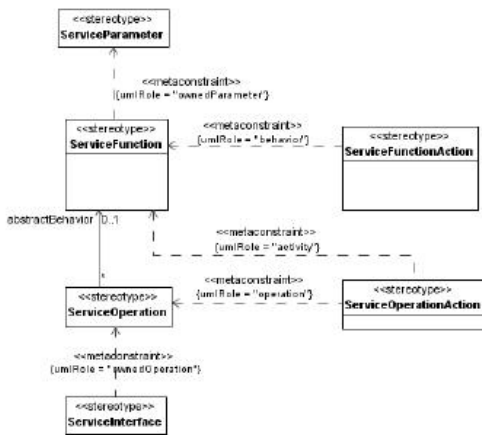 <<stereotype>>
ServiceParameter
<<metaconstraint>>
{umlRole = "ownedParameter"}
<<stereotype>>
ServiceFunction
<<metaconstraint>>
{umlRole = "behavior"}
<<stereotype>>
ServiceFunctionAction
abstractBehavior 0..1
<<metaconstraint>>
{umlRole = "activity"}
*
<<stereotype>>
ServiceOperation
<<metaconstraint>>
{umlRole = "operation"}
<<stereotype>>
ServiceOperationAction
<<metaconstraint>>
{umlRole = "ownedOperation"}
<<stereotype>>
ServiceInterface